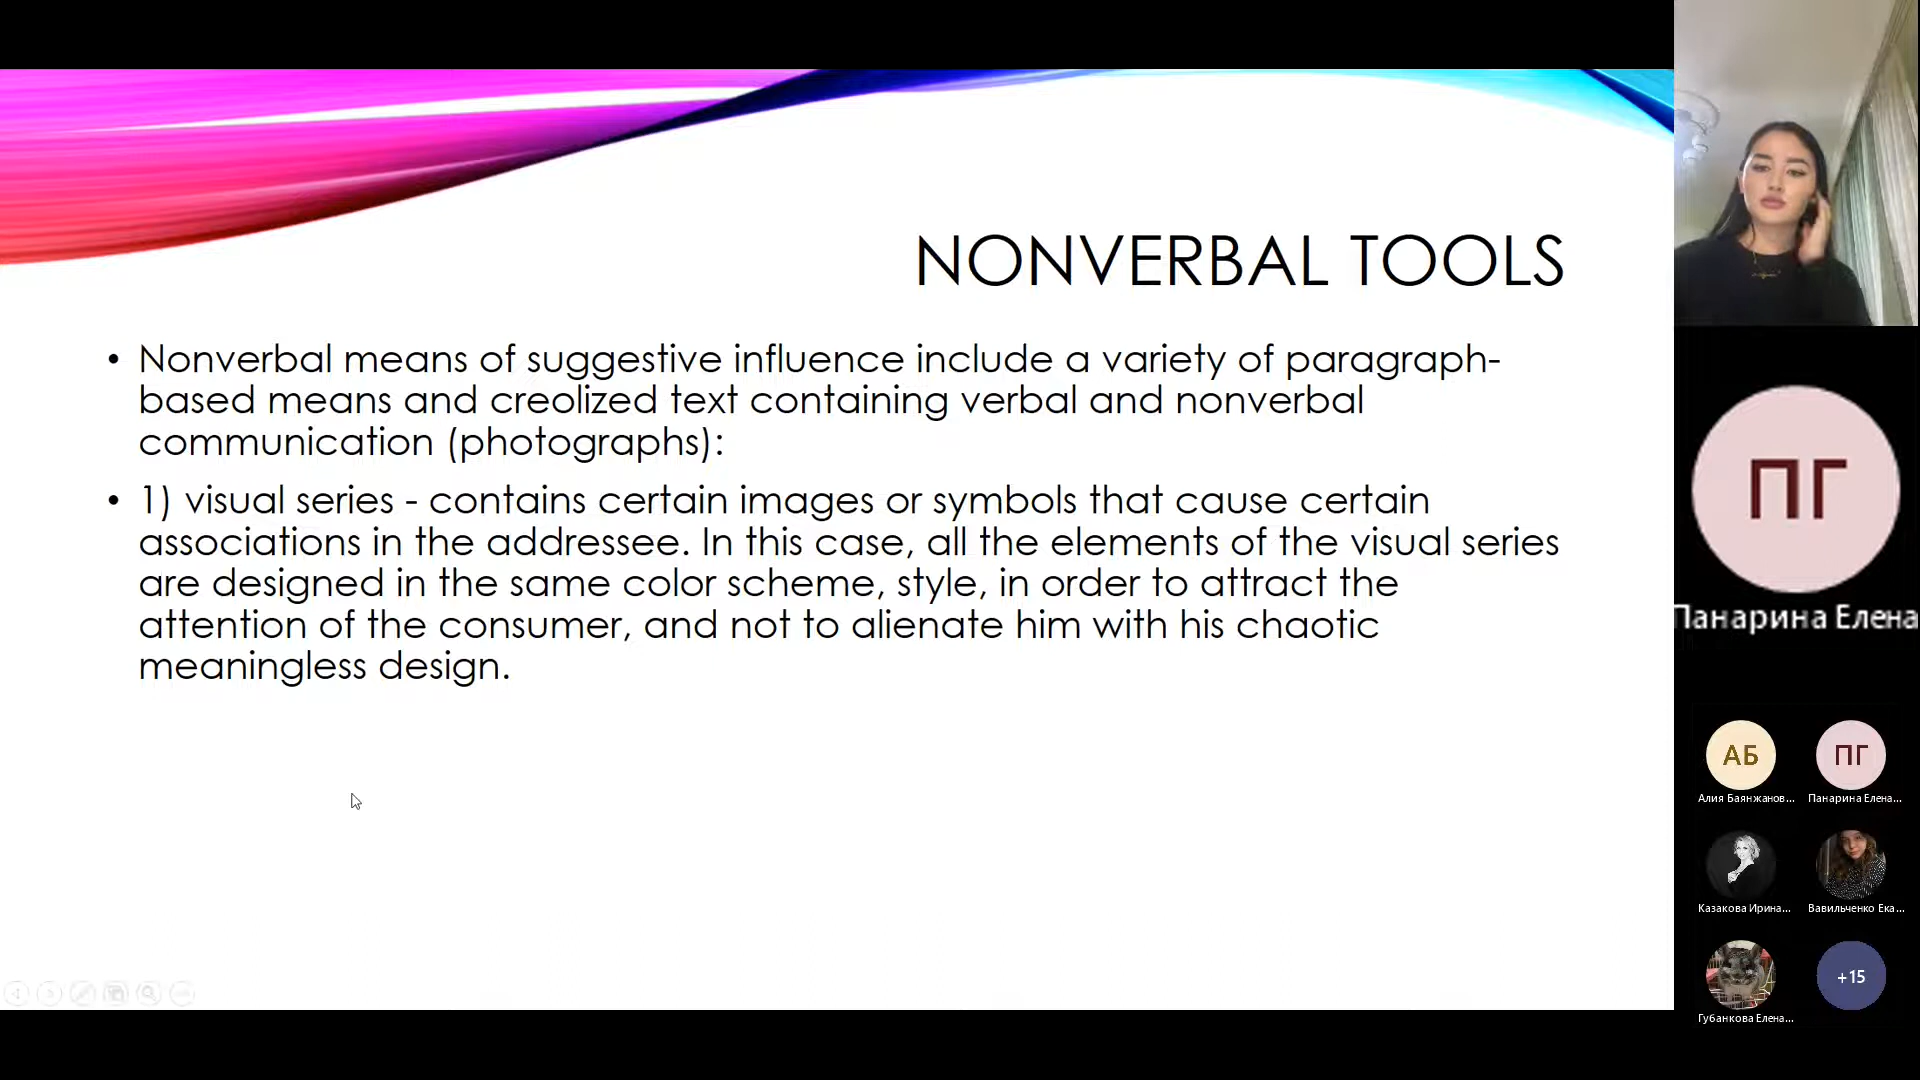 NONVERBAL TOOLS
• Nonverbal means of suggestive influence include a variety of paragraph-
based means and creolized text containing verbal and nonverbal
communication (photographs):
• 1) visual series - contains certain images or symbols that cause certain
associations in the addressee. In this case, all the elements of the visual series
are designed in the same color scheme, style, in order to attract the
attention of the consumer, and not to alienate him with his chaotic
meaningless design.
ПГ
Панарина Елена
АБ
ПГ
Алия Баянжанов...
Панарина Елена...
Казакова Ирина...
Вавильченко Ека...
+15
Губанкова Елена...